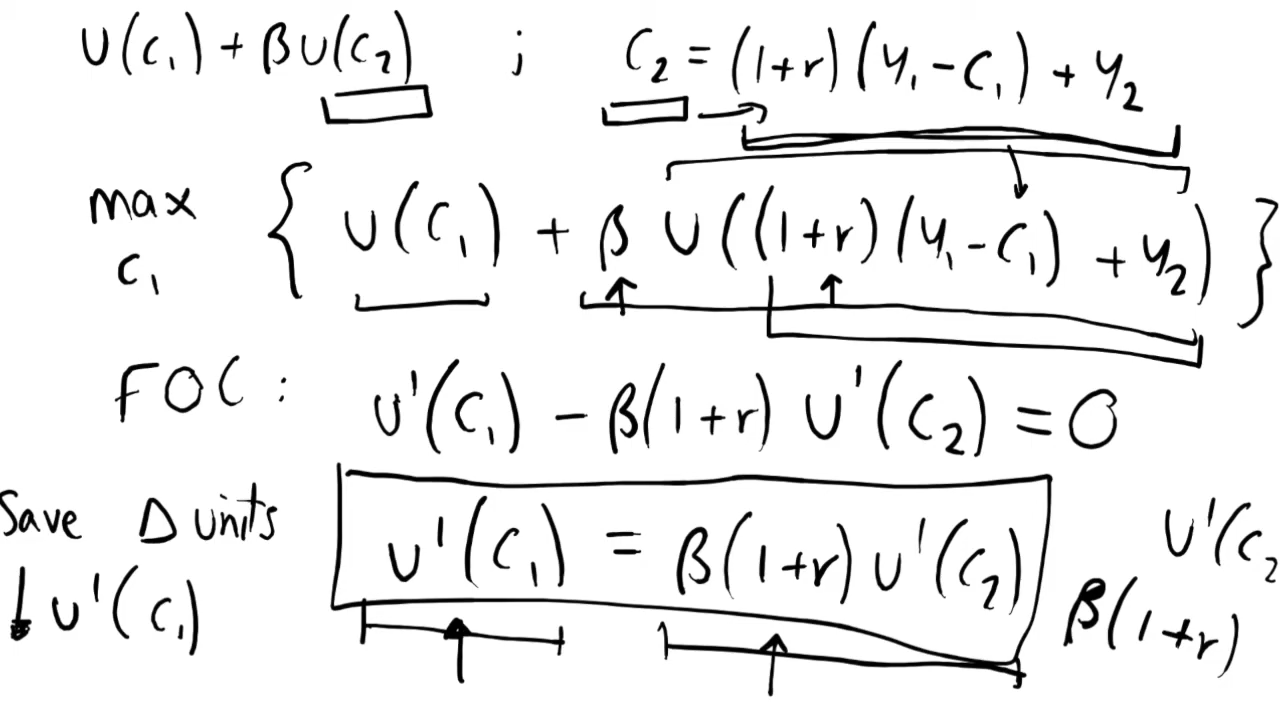 U(C₁) + βU(C₂) ; C₂ = (1+r)(Y₁ - C₁) + Y₂
max { U(C₁) + β U((1+r)(Y₁ - C₁) + Y₂) }
C₁
FOC : U'(C₁) - β(1+r) U'(C₂) = 0
Save Δ units
U'(C₁) = β(1+r) U'(C₂)
U'(C₂
↓ U'(C₁)
β(1+r)